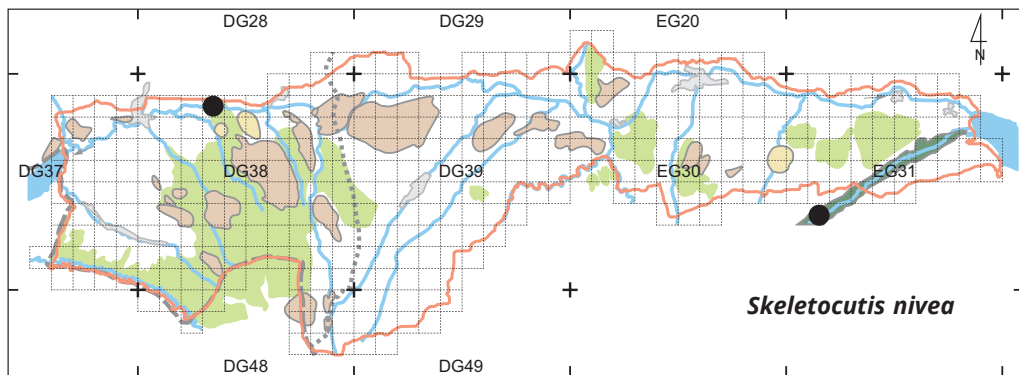 DG28 DG29 EG20
N
DG37 DG38 DG39 EG30 EG31
Skeletocutis nivea
DG48 DG49